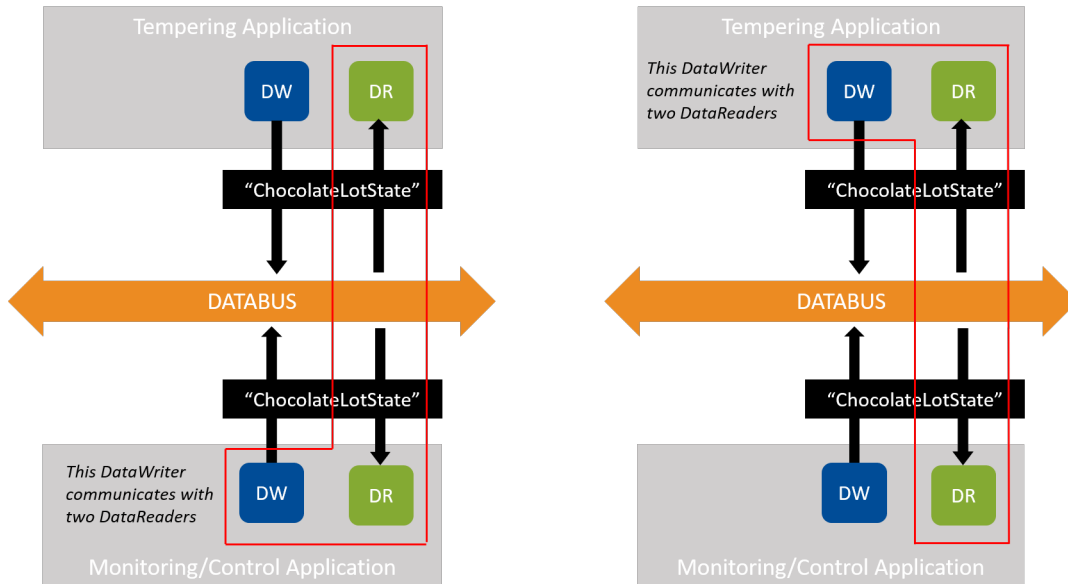 Tempering Application
DW
DR
“ChocolateLotState”
DATABUS
“ChocolateLotState”
This DataWriter
communicates with
two DataReaders
DW
DR
Monitoring/Control Application
Tempering Application
This DataWriter
communicates with
two DataReaders
DW
DR
“ChocolateLotState”
DATABUS
“ChocolateLotState”
DW
DR
Monitoring/Control Application